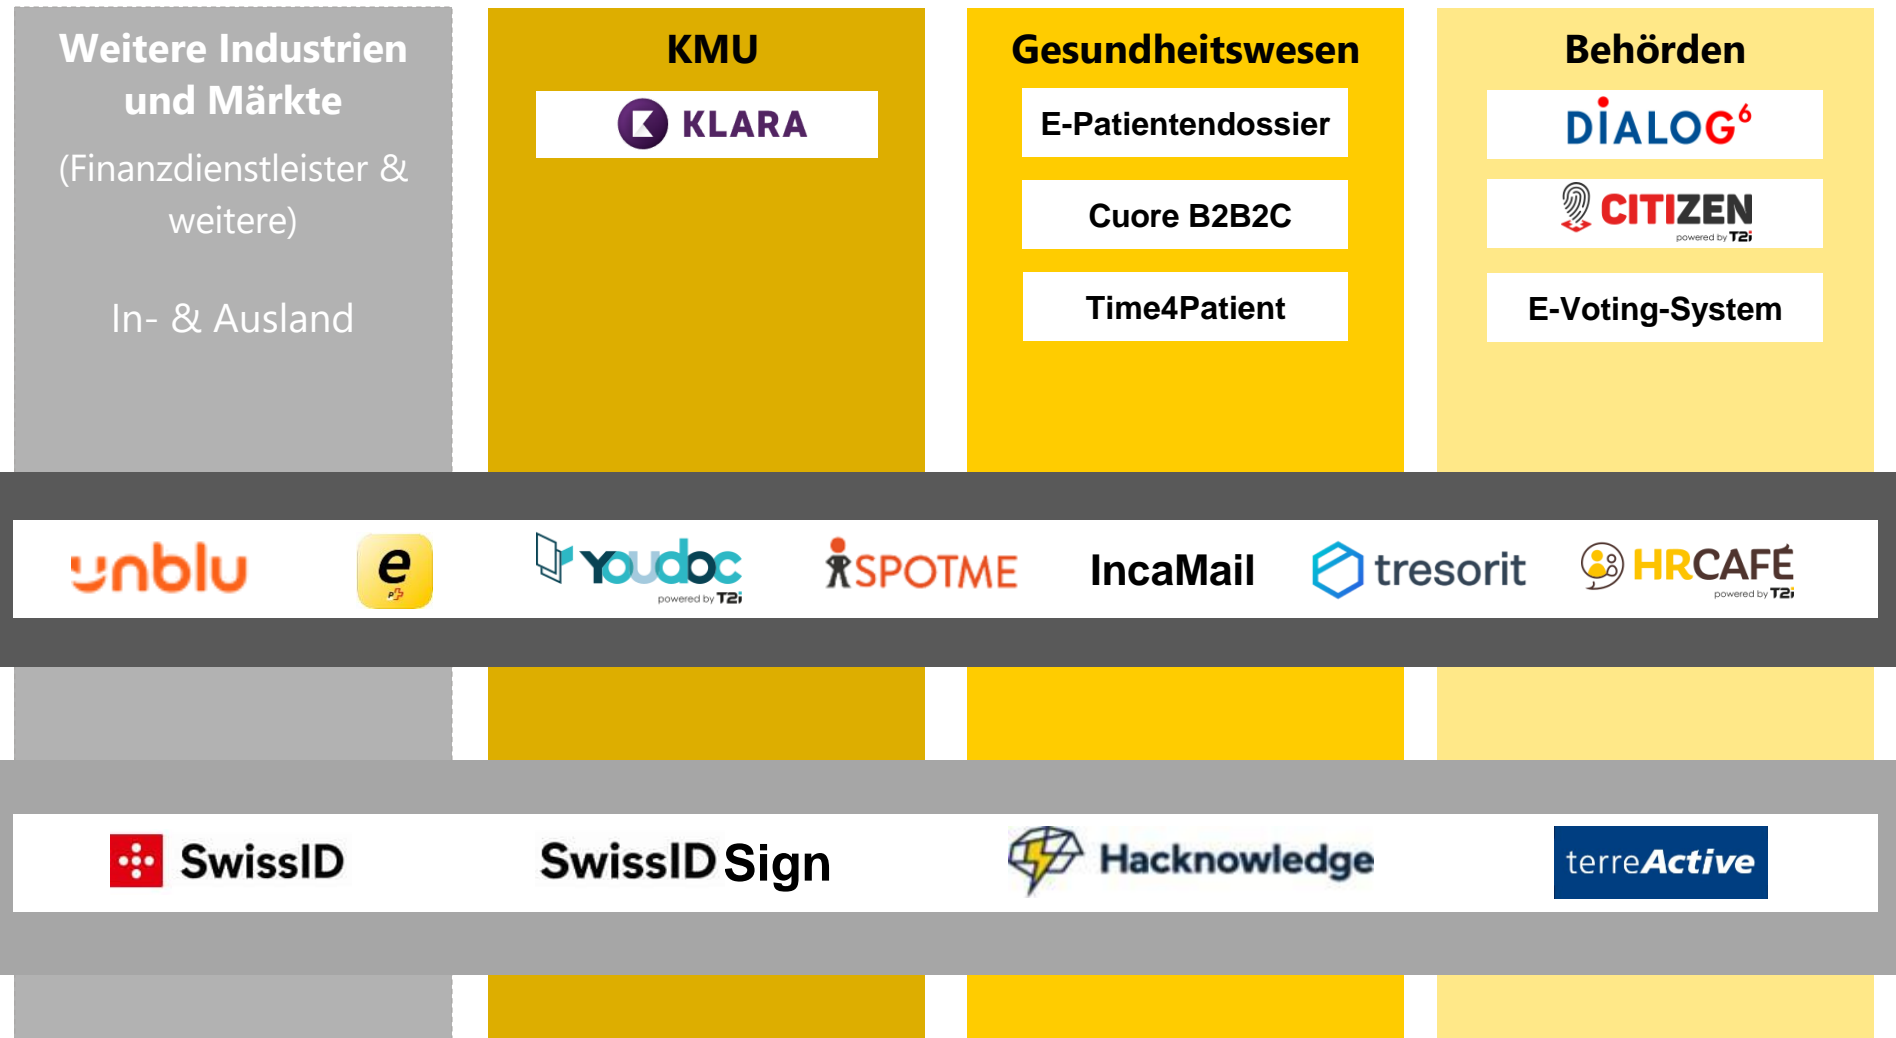 Weitere Industrien
und Märkte
(Finanzdienstleister &
weitere)
In- & Ausland
KMU
KLARA
Gesundheitswesen
E-Patientendossier
Cuore B2B2C
Time4Patient
Behörden
DiALOG6
CITIZEN
powered by T2i
E-Voting-System
unblu
e
P
Youdoc
powered by T2i
SPOTME
IncaMail
tresorit
HRCAFÉ
powered by T2i
SwissID
SwissID Sign
Hacknowledge
terreActive